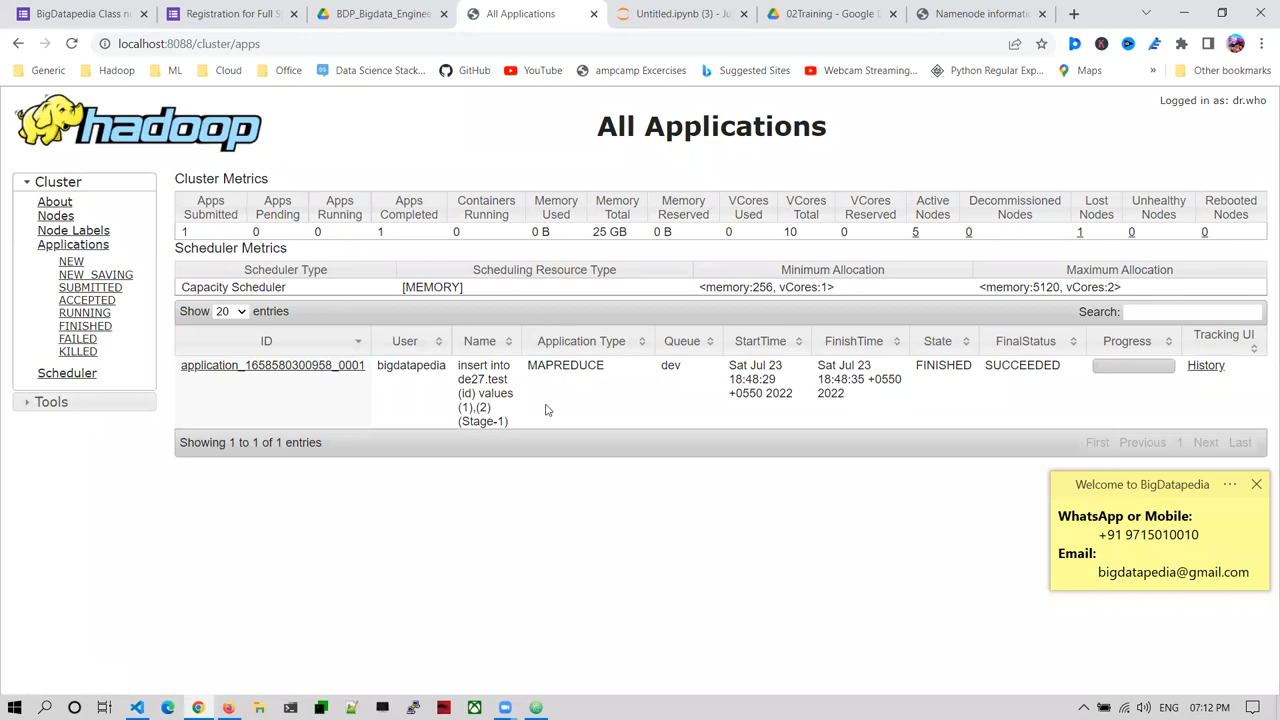 BigDatapedia Class n
Registration for Full S
BigData Class
BDP_Bigdata_Enginee
All Applications
Untitled.ipynb (3) - Ju
02Training - Google D
Namenode informati
localhost:8088/cluster/apps
Generic
Hadoop
ML
Cloud
Office
Data Science Stack...
GitHub
YouTube
ampcamp Excercises
Suggested Sites
Webcam Streaming...
Python Regular Exp...
Maps
»
Other bookmarks
Logged in as: dr.who
hadoop
All Applications
Cluster
About
Nodes
Node Labels
Applications
NEW
NEW_SAVING
SUBMITTED
ACCEPTED
RUNNING
FINISHED
FAILED
KILLED
Scheduler
Tools
Cluster Metrics
Apps Submitted Apps Pending Apps Running Apps Completed Containers Running Memory Used Memory Total Memory Reserved VCores Used VCores Total VCores Reserved Active Nodes Decommissioned Nodes Lost Nodes Unhealthy Nodes Rebooted Nodes
1 0 0 1 0 0 B 25 GB 0 B 0 10 0 5 0 1 0 0
Scheduler Metrics
Scheduler Type Scheduling Resource Type Minimum Allocation Maximum Allocation
Capacity Scheduler [MEMORY] <memory:256, vCores:1> <memory:5120, vCores:2>
Show 20 entries Search:
ID User Name Application Type Queue StartTime FinishTime State FinalStatus Progress Tracking UI
application_1658580300958_0001 bigdatapedia insert into de27.test (id) values (1),(2) (Stage-1) MAPREDUCE dev Sat Jul 23 18:48:29 +0550 2022 Sat Jul 23 18:48:35 +0550 2022 FINISHED SUCCEEDED History
Showing 1 to 1 of 1 entries First Previous 1 Next Last
Welcome to BigDatapedia
WhatsApp or Mobile:
+91 9715010010
Email:
bigdatapedia@gmail.com
ENG
07:12 PM